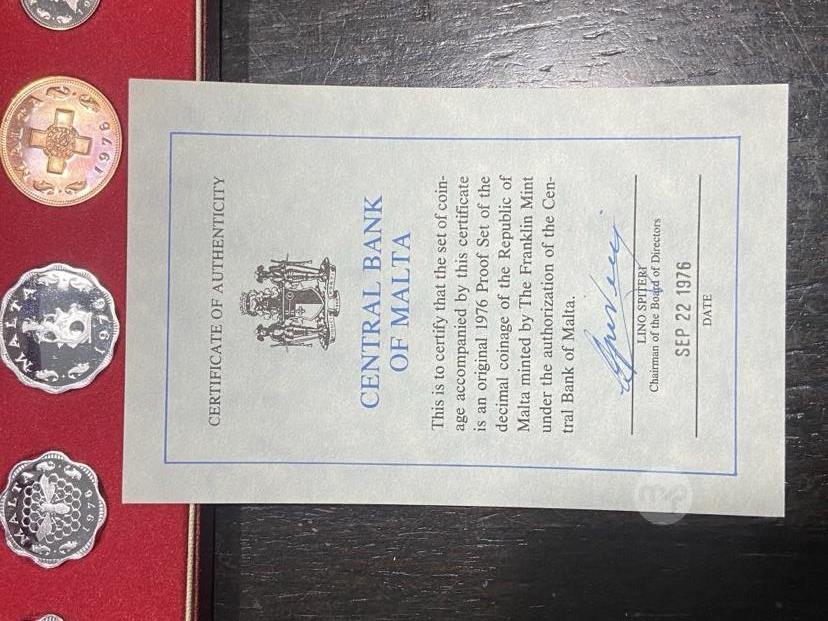 CERTIFICATE OF AUTHENTICITY
CENTRAL BANK
OF MALTA
This is to certify that the set of coin-
age accompanied by this certificate
is an original 1976 Proof Set of the
decimal coinage of the Republic of
Malta minted by The Franklin Mint
under the authorization of the Cen-
tral Bank of Malta.
LINO SPITERI
Chairman of the Board of Directors
SEP 22 1976
DATE
MALTA
1976
MALTA
1976
MALTA
1976